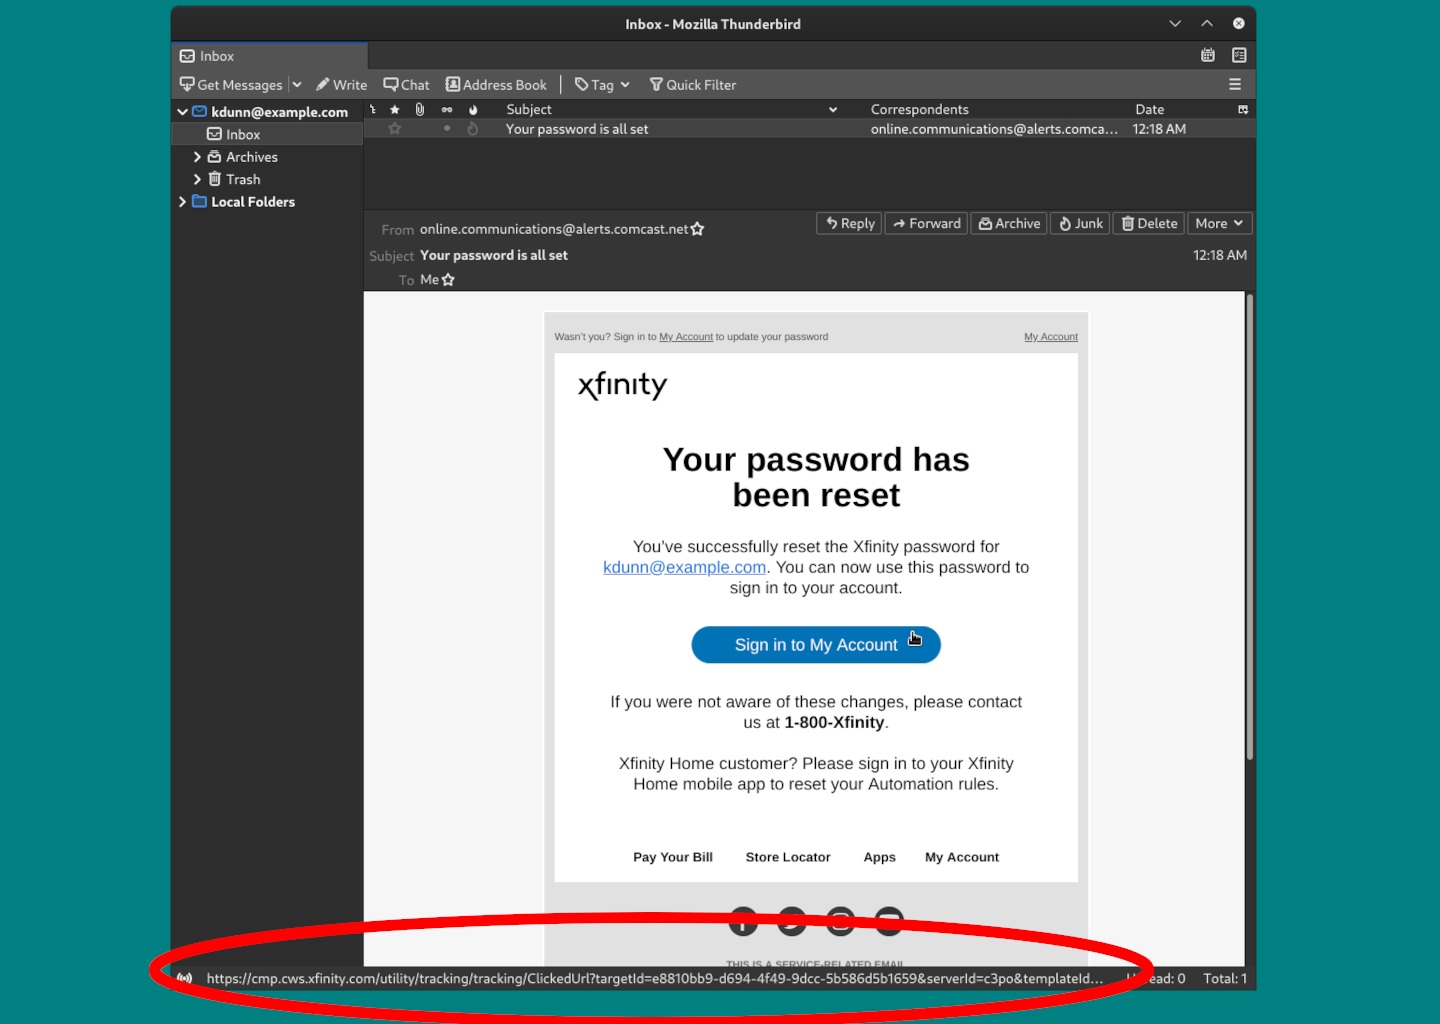 Inbox - Mozilla Thunderbird
Inbox
Get Messages Write Chat Address Book Tag Quick Filter
kdunn@example.com
Inbox
Archives
Trash
Local Folders
Subject Correspondents Date
Your password is all set online.communications@alerts.comca... 12:18 AM
From online.communications@alerts.comcast.net
Reply Forward Archive Junk Delete More
Subject Your password is all set 12:18 AM
To Me
Wasn't you? Sign in to My Account to update your password My Account
xfinity
Your password has
been reset
You've successfully reset the Xfinity password for
kdunn@example.com. You can now use this password to
sign in to your account.
Sign in to My Account
If you were not aware of these changes, please contact
us at 1-800-Xfinity.
Xfinity Home customer? Please sign in to your Xfinity
Home mobile app to reset your Automation rules.
Pay Your Bill Store Locator Apps My Account
THIS IS A SERVICE-RELATED EMAIL
https://cmp.cws.xfinity.com/utility/tracking/tracking/ClickedUrl?targetId=e8810bb9-d694-4f49-9dcc-5b586d5b1659&serverId=c3po&templateId... 0 Total: 1